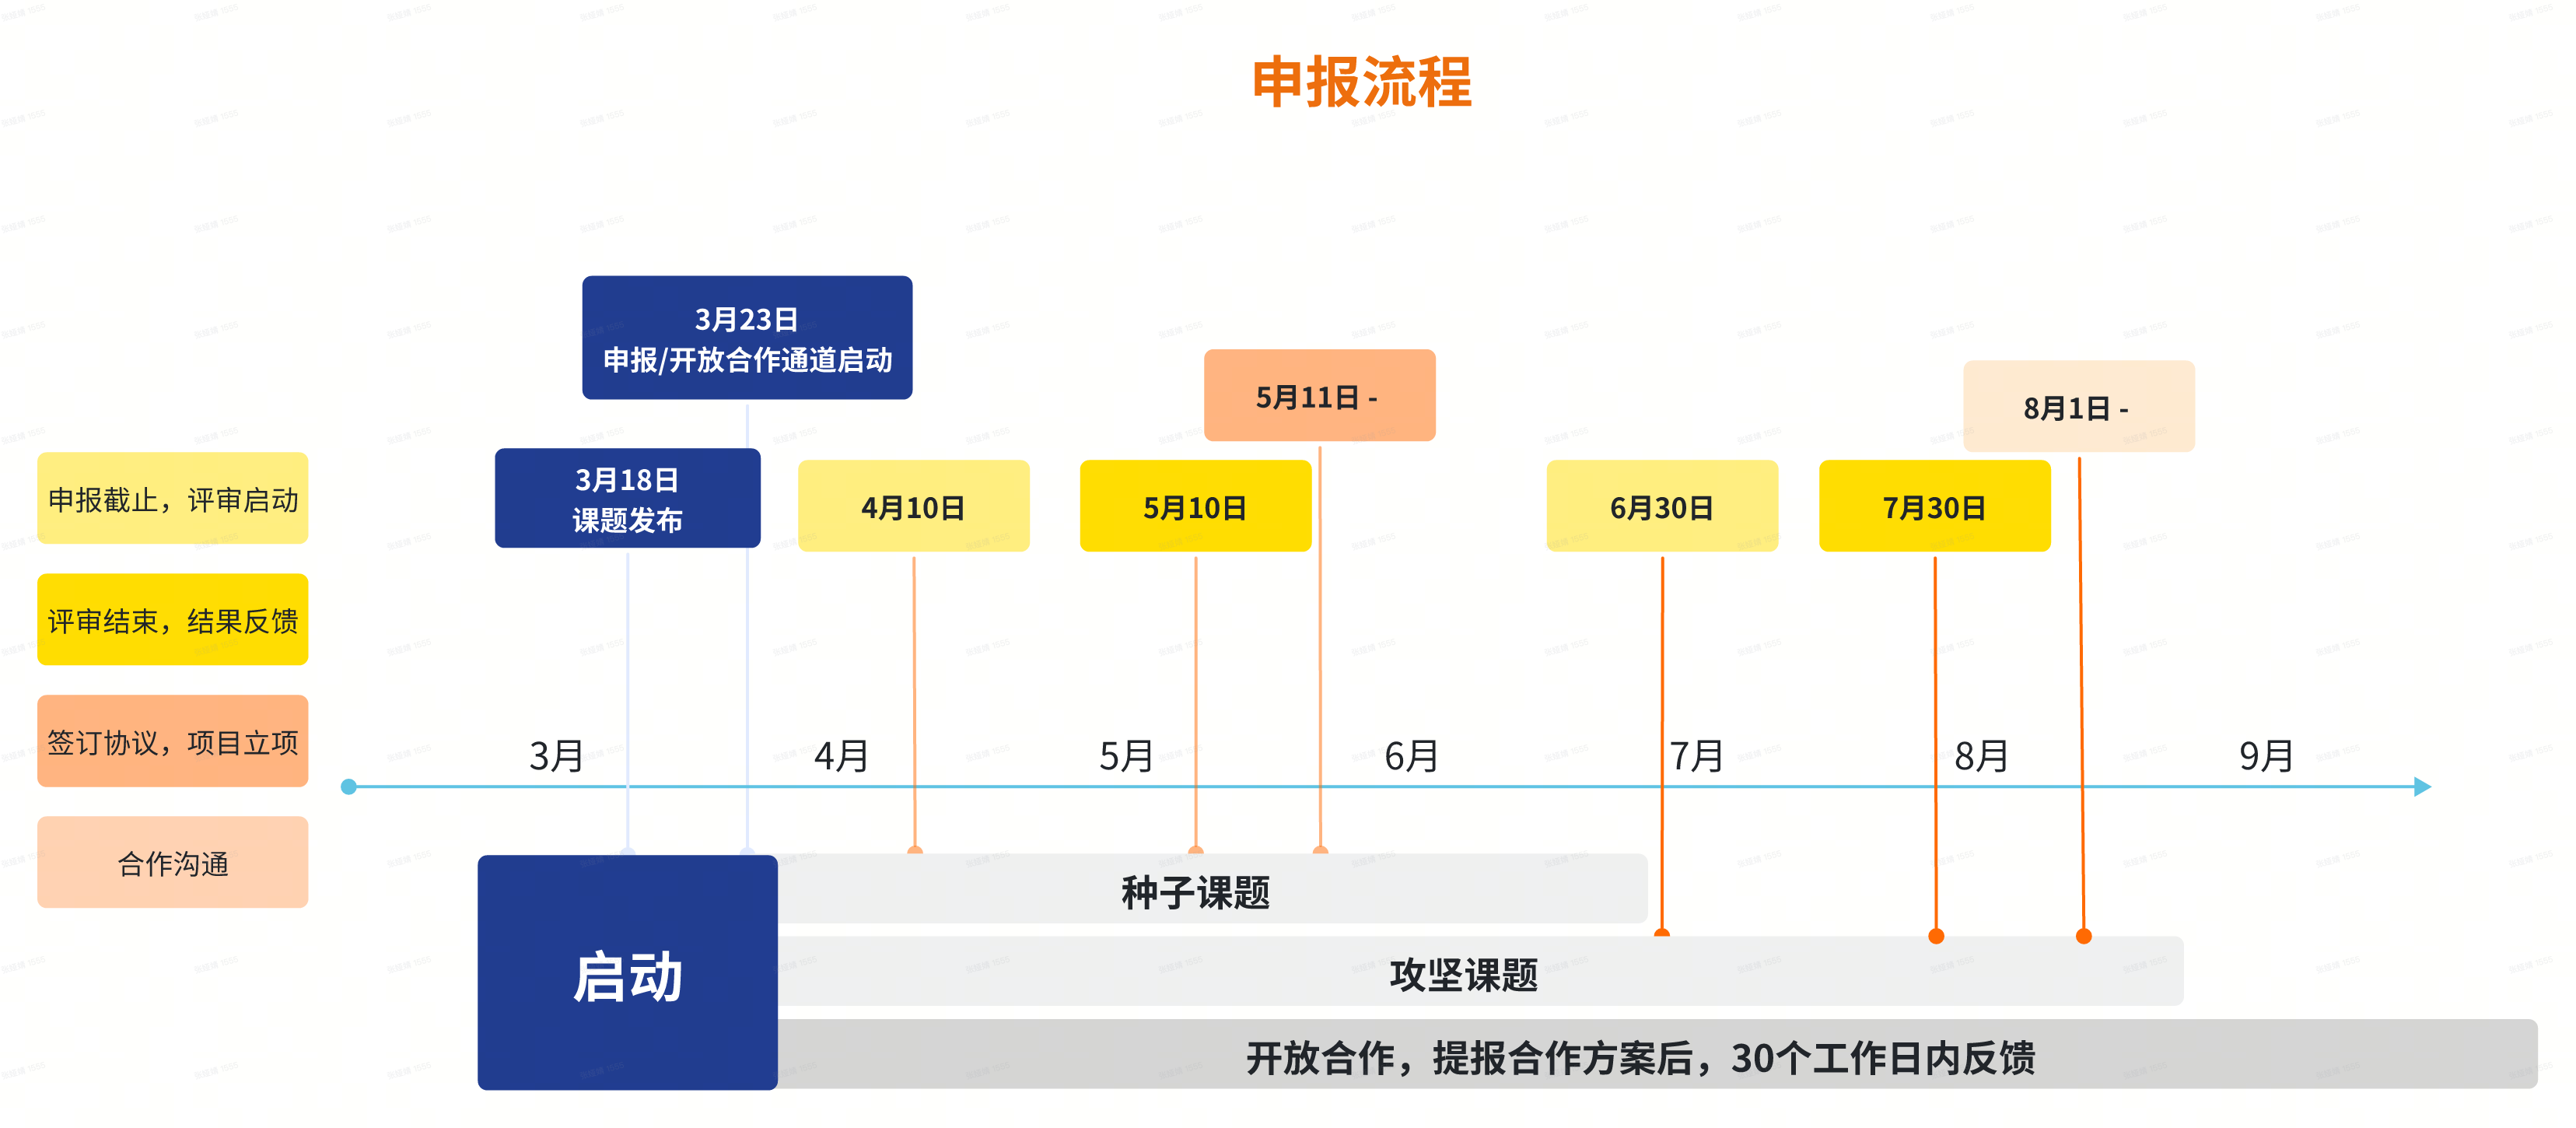 申报流程
3月23日
申报/开放合作通道启动
5月11日 -
8月1日 -
3月18日
课题发布
4月10日
5月10日
6月30日
7月30日
申报截止，评审启动
评审结束，结果反馈
签订协议，项目立项
合作沟通
3月
4月
5月
6月
7月
8月
9月
启动
种子课题
攻坚课题
开放合作，提报合作方案后，30个工作日内反馈